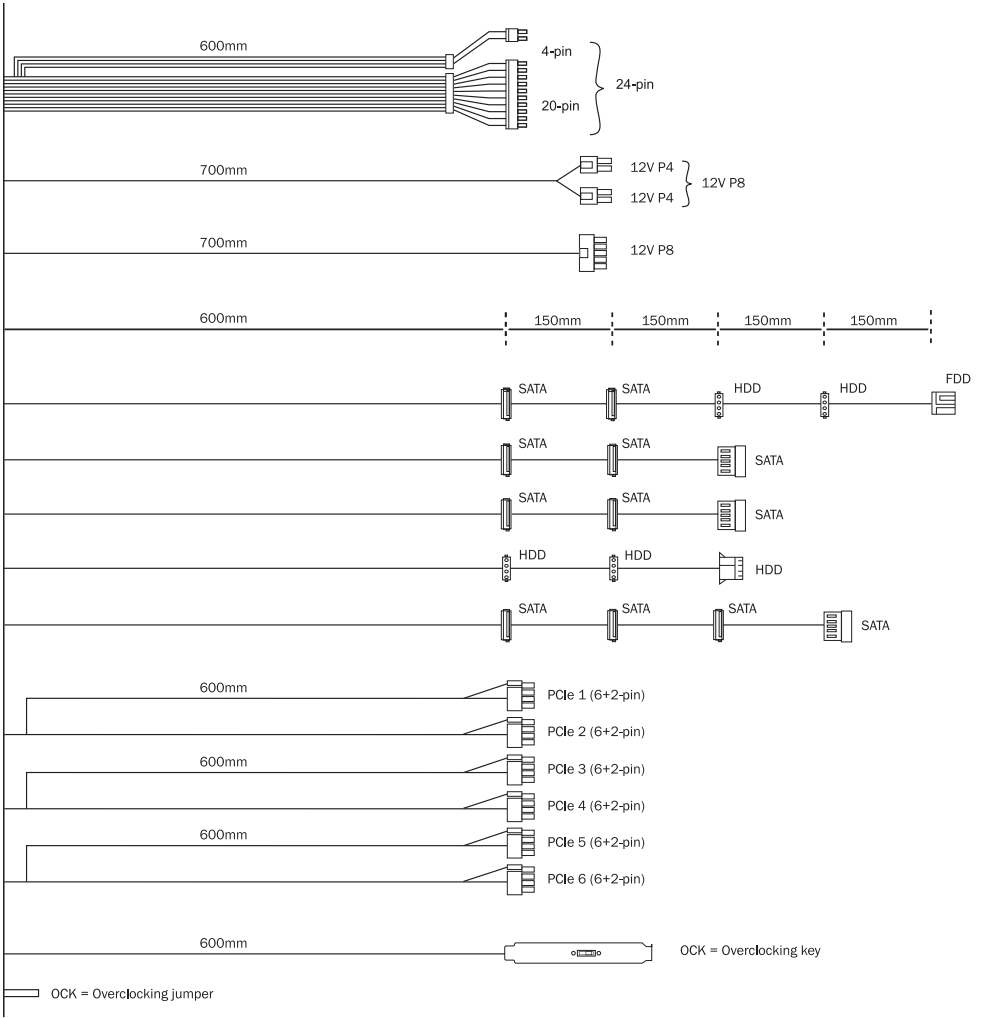 600mm
4-pin
24-pin
20-pin
700mm
12V P4
12V P8
12V P4
700mm
12V P8
600mm
150mm
150mm
150mm
150mm
SATA
SATA
HDD
HDD
FDD
SATA
SATA
SATA
SATA
SATA
SATA
HDD
HDD
HDD
SATA
SATA
SATA
SATA
600mm
PCIe 1 (6+2-pin)
PCIe 2 (6+2-pin)
600mm
PCIe 3 (6+2-pin)
PCIe 4 (6+2-pin)
600mm
PCIe 5 (6+2-pin)
PCIe 6 (6+2-pin)
600mm
OCK = Overclocking key
OCK = Overclocking jumper